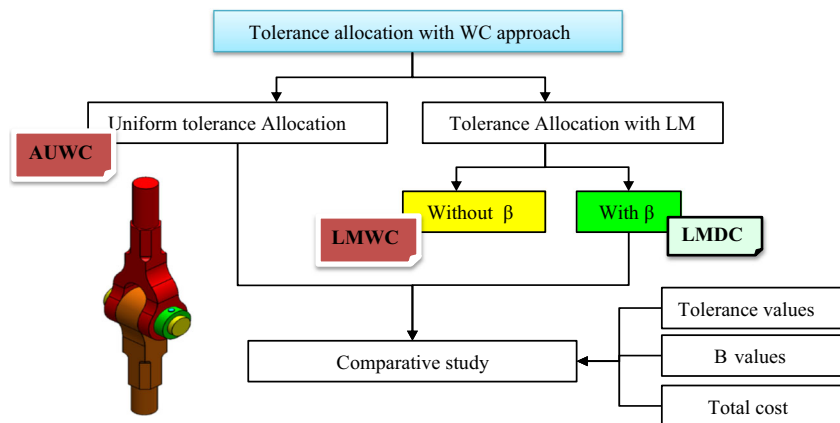 Tolerance allocation with WC approach
Uniform tolerance Allocation
Tolerance Allocation with LM
AUWC
Without β
With β
LMWC
LMDC
Tolerance values
Comparative study
B values
Total cost